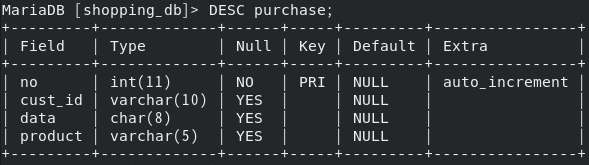 MariaDB [shopping_db]> DESC purchase;
+---------+-------------+------+-----+---------+----------------+
| Field   | Type        | Null | Key | Default | Extra          |
+---------+-------------+------+-----+---------+----------------+
| no      | int(11)     | NO   | PRI | NULL    | auto_increment |
| cust_id | varchar(10) | YES  |     | NULL    |                |
| data    | char(8)     | YES  |     | NULL    |                |
| product | varchar(5)  | YES  |     | NULL    |                |
+---------+-------------+------+-----+---------+----------------+